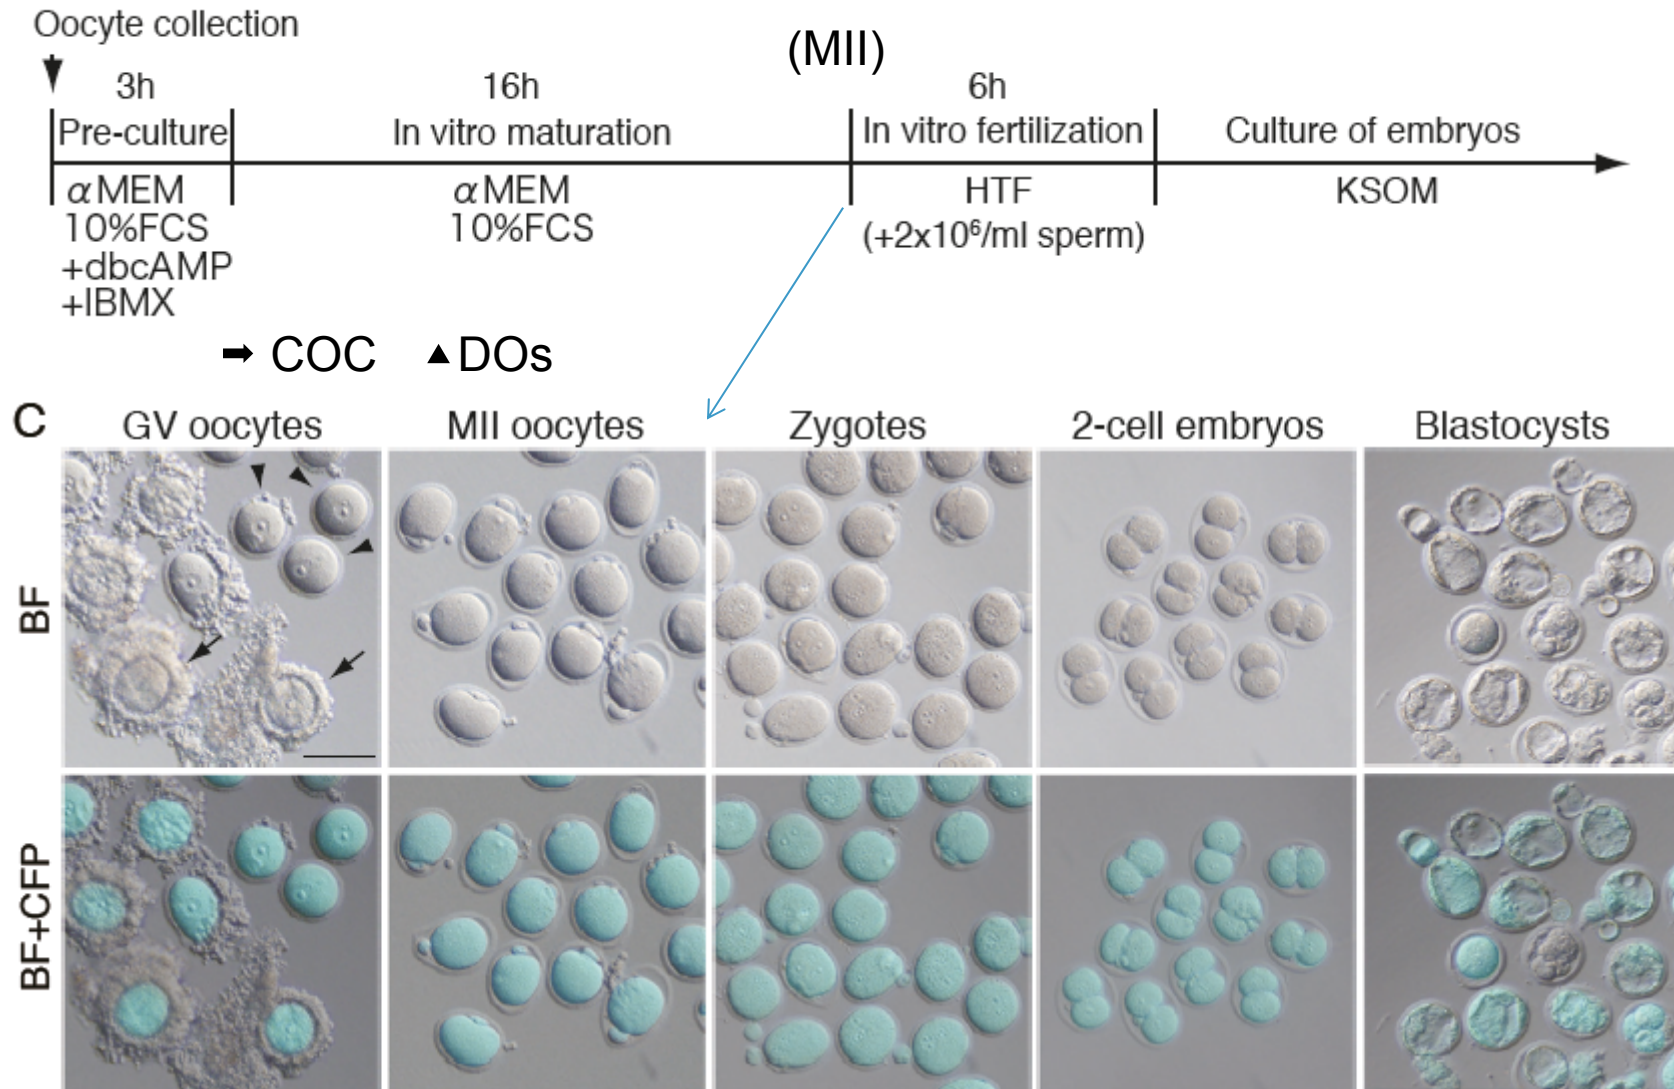 Oocyte collection
(MII)
3h
16h
6h
Pre-culture
In vitro maturation
In vitro fertilization
Culture of embryos
αMEM
10%FCS
+dbcAMP
+IBMX
αMEM
10%FCS
HTF
(+2x10⁶/ml sperm)
KSOM
COC
DOs
C
GV oocytes
MII oocytes
Zygotes
2-cell embryos
Blastocysts
BF
BF+CFP